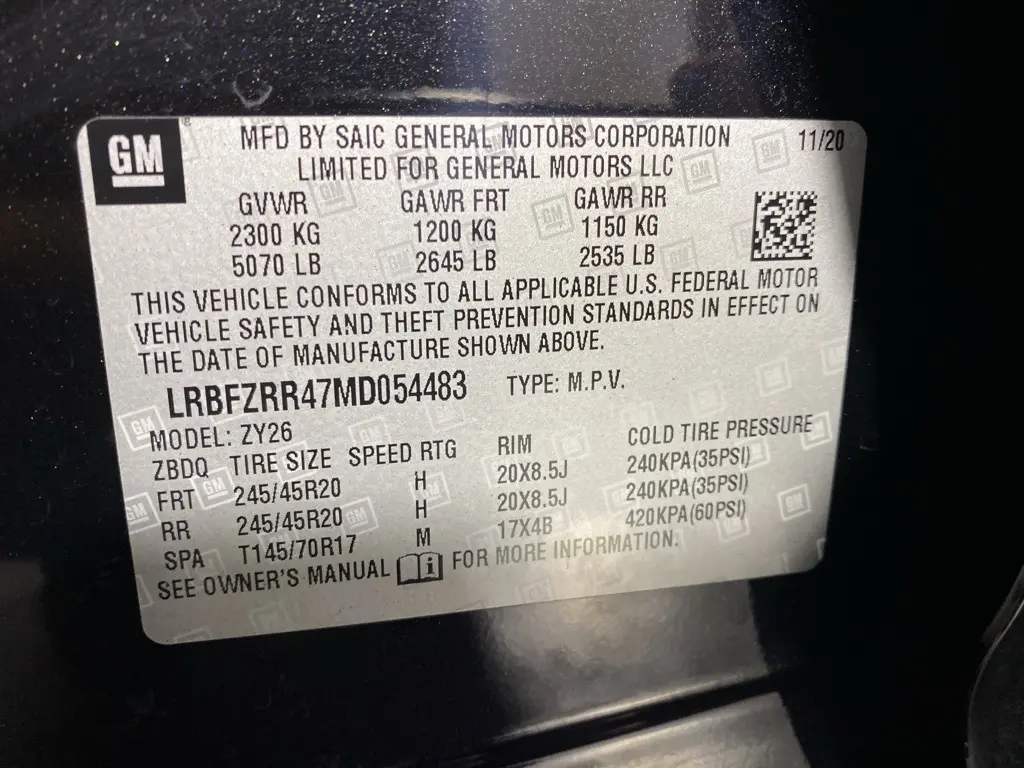 GM
MFD BY SAIC GENERAL MOTORS CORPORATION 11/20
LIMITED FOR GENERAL MOTORS LLC
GVWR GAWR FRT GAWR RR
2300 KG 1200 KG 1150 KG
5070 LB 2645 LB 2535 LB
THIS VEHICLE CONFORMS TO ALL APPLICABLE U.S. FEDERAL MOTOR
VEHICLE SAFETY AND THEFT PREVENTION STANDARDS IN EFFECT ON
THE DATE OF MANUFACTURE SHOWN ABOVE.
LRBFZRR47MD054483 TYPE: M.P.V.
MODEL: ZY26
ZBDQ TIRE SIZE SPEED RTG RIM COLD TIRE PRESSURE
FRT 245/45R20 H 20X8.5J 240KPA(35PSI)
RR 245/45R20 H 20X8.5J 240KPA(35PSI)
SPA T145/70R17 M 17X4B 420KPA(60PSI)
SEE OWNER'S MANUAL i FOR MORE INFORMATION.